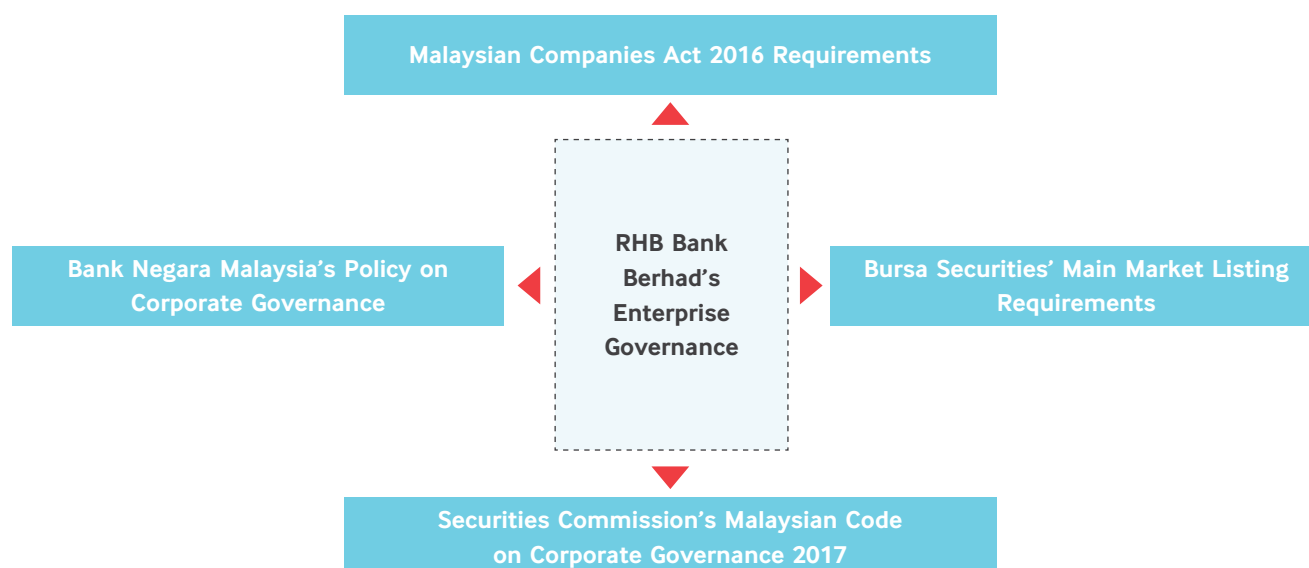 Malaysian Companies Act 2016 Requirements
RHB Bank
Berhad’s
Enterprise
Governance
Bank Negara Malaysia’s Policy on
Corporate Governance
Bursa Securities’ Main Market Listing
Requirements
Securities Commission’s Malaysian Code
on Corporate Governance 2017